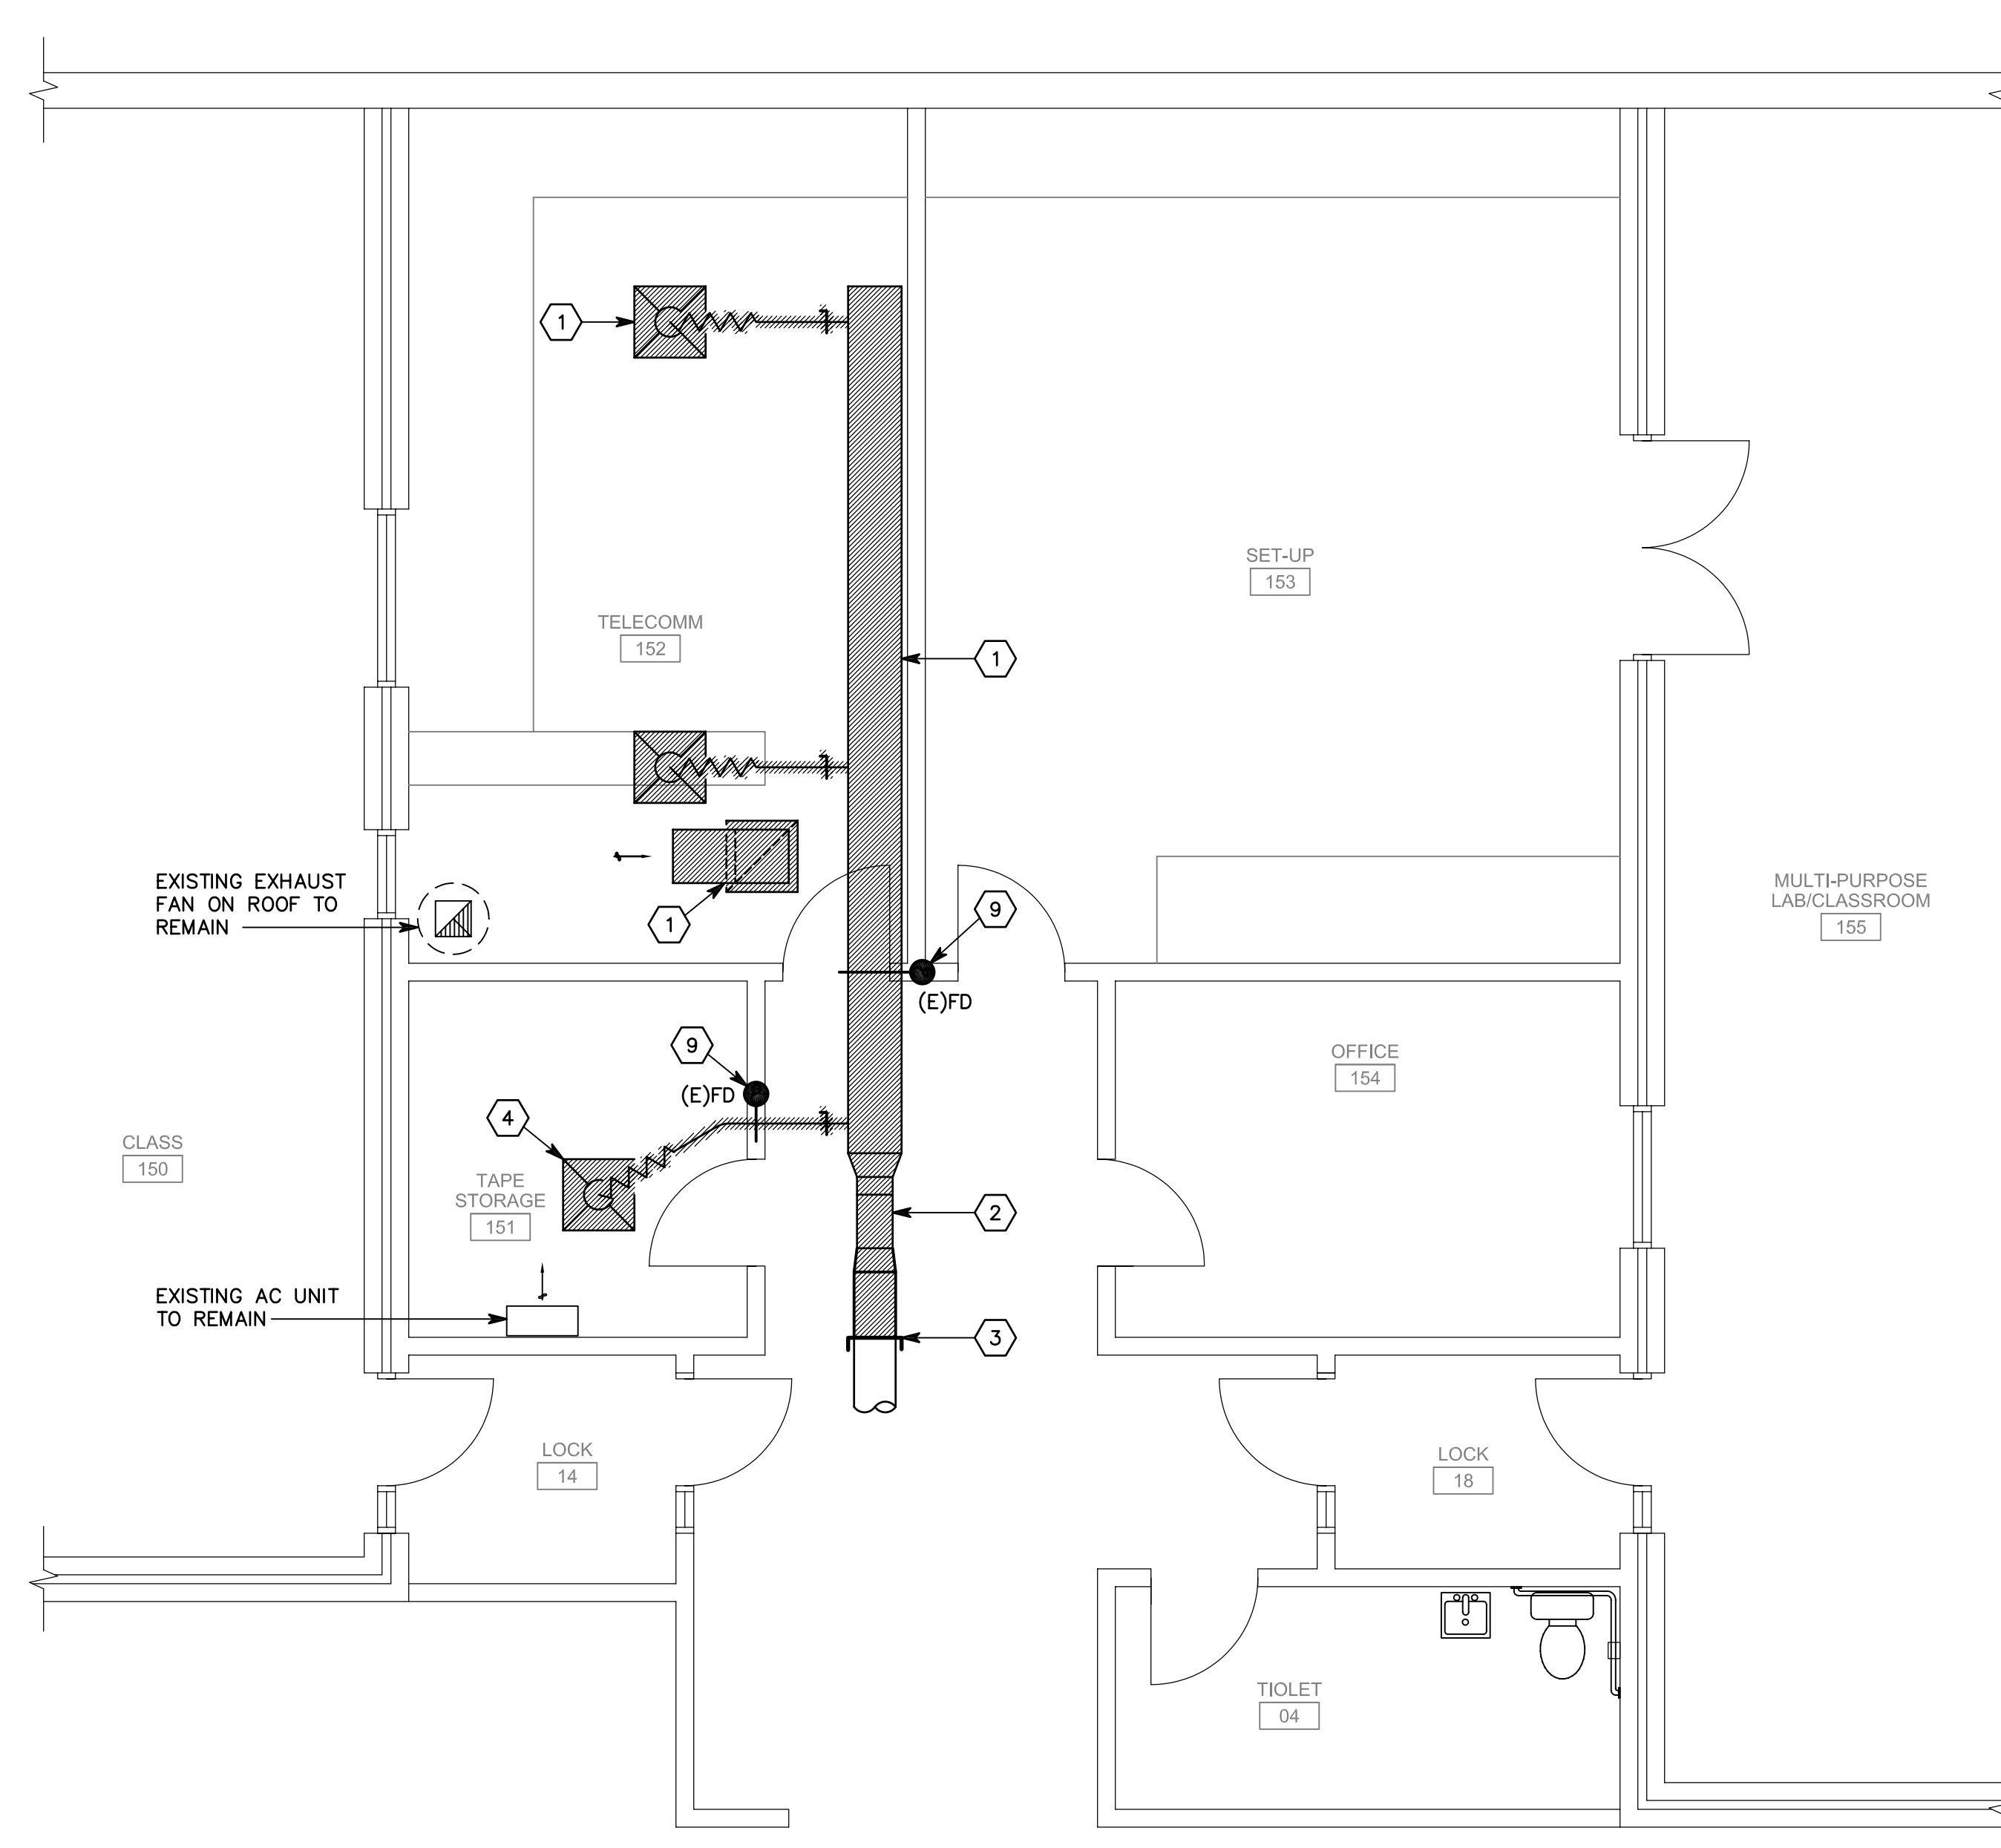 1
SET-UP
153
TELECOMM
152
1
EXISTING EXHAUST
FAN ON ROOF TO
REMAIN
1
9
(E)FD
MULTI-PURPOSE
LAB/CLASSROOM
155
9
(E)FD
OFFICE
154
4
CLASS
150
TAPE
STORAGE
151
2
EXISTING AC UNIT
TO REMAIN
3
LOCK
14
LOCK
18
TIOLET
04